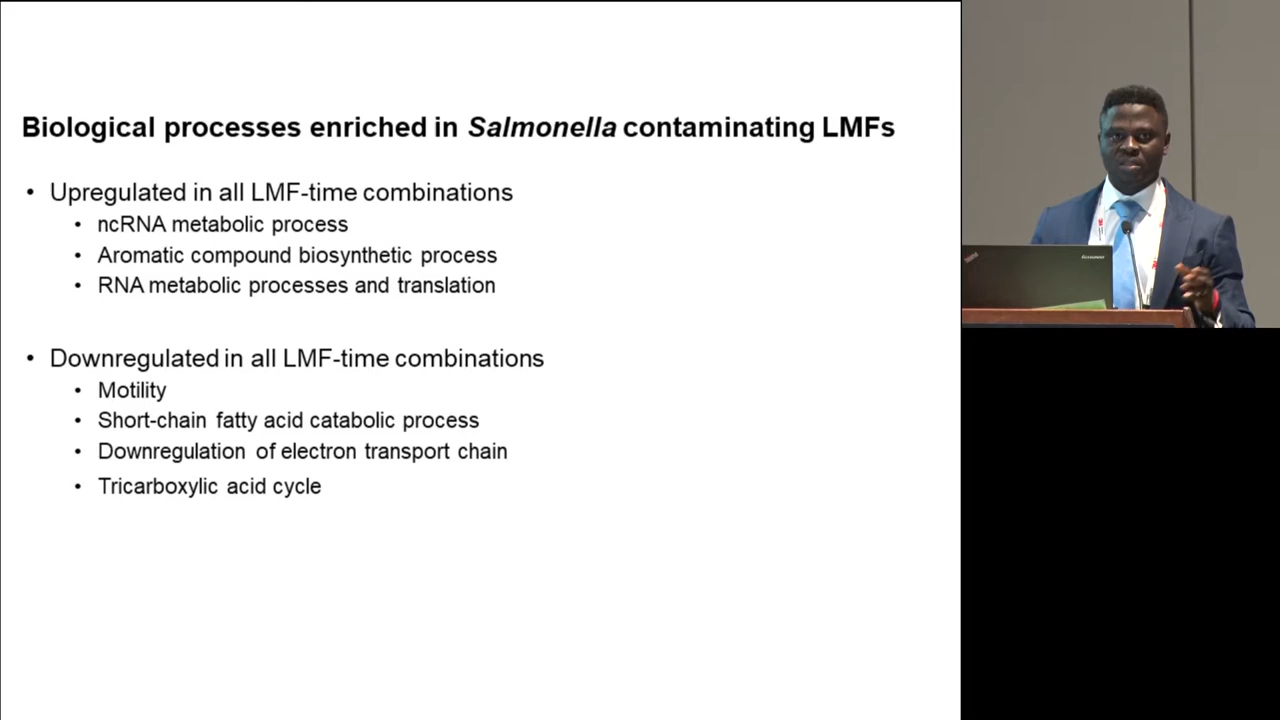 Biological processes enriched in Salmonella contaminating LMFs
• Upregulated in all LMF-time combinations
• ncRNA metabolic process
• Aromatic compound biosynthetic process
• RNA metabolic processes and translation
• Downregulated in all LMF-time combinations
• Motility
• Short-chain fatty acid catabolic process
• Downregulation of electron transport chain
• Tricarboxylic acid cycle
lenovo